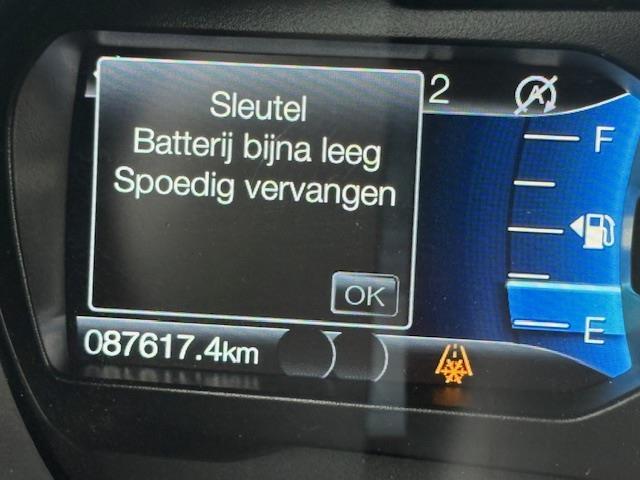 Sleutel
Batterij bijna leeg
Spoedig vervangen
OK
2
A
F
E
087617.4km